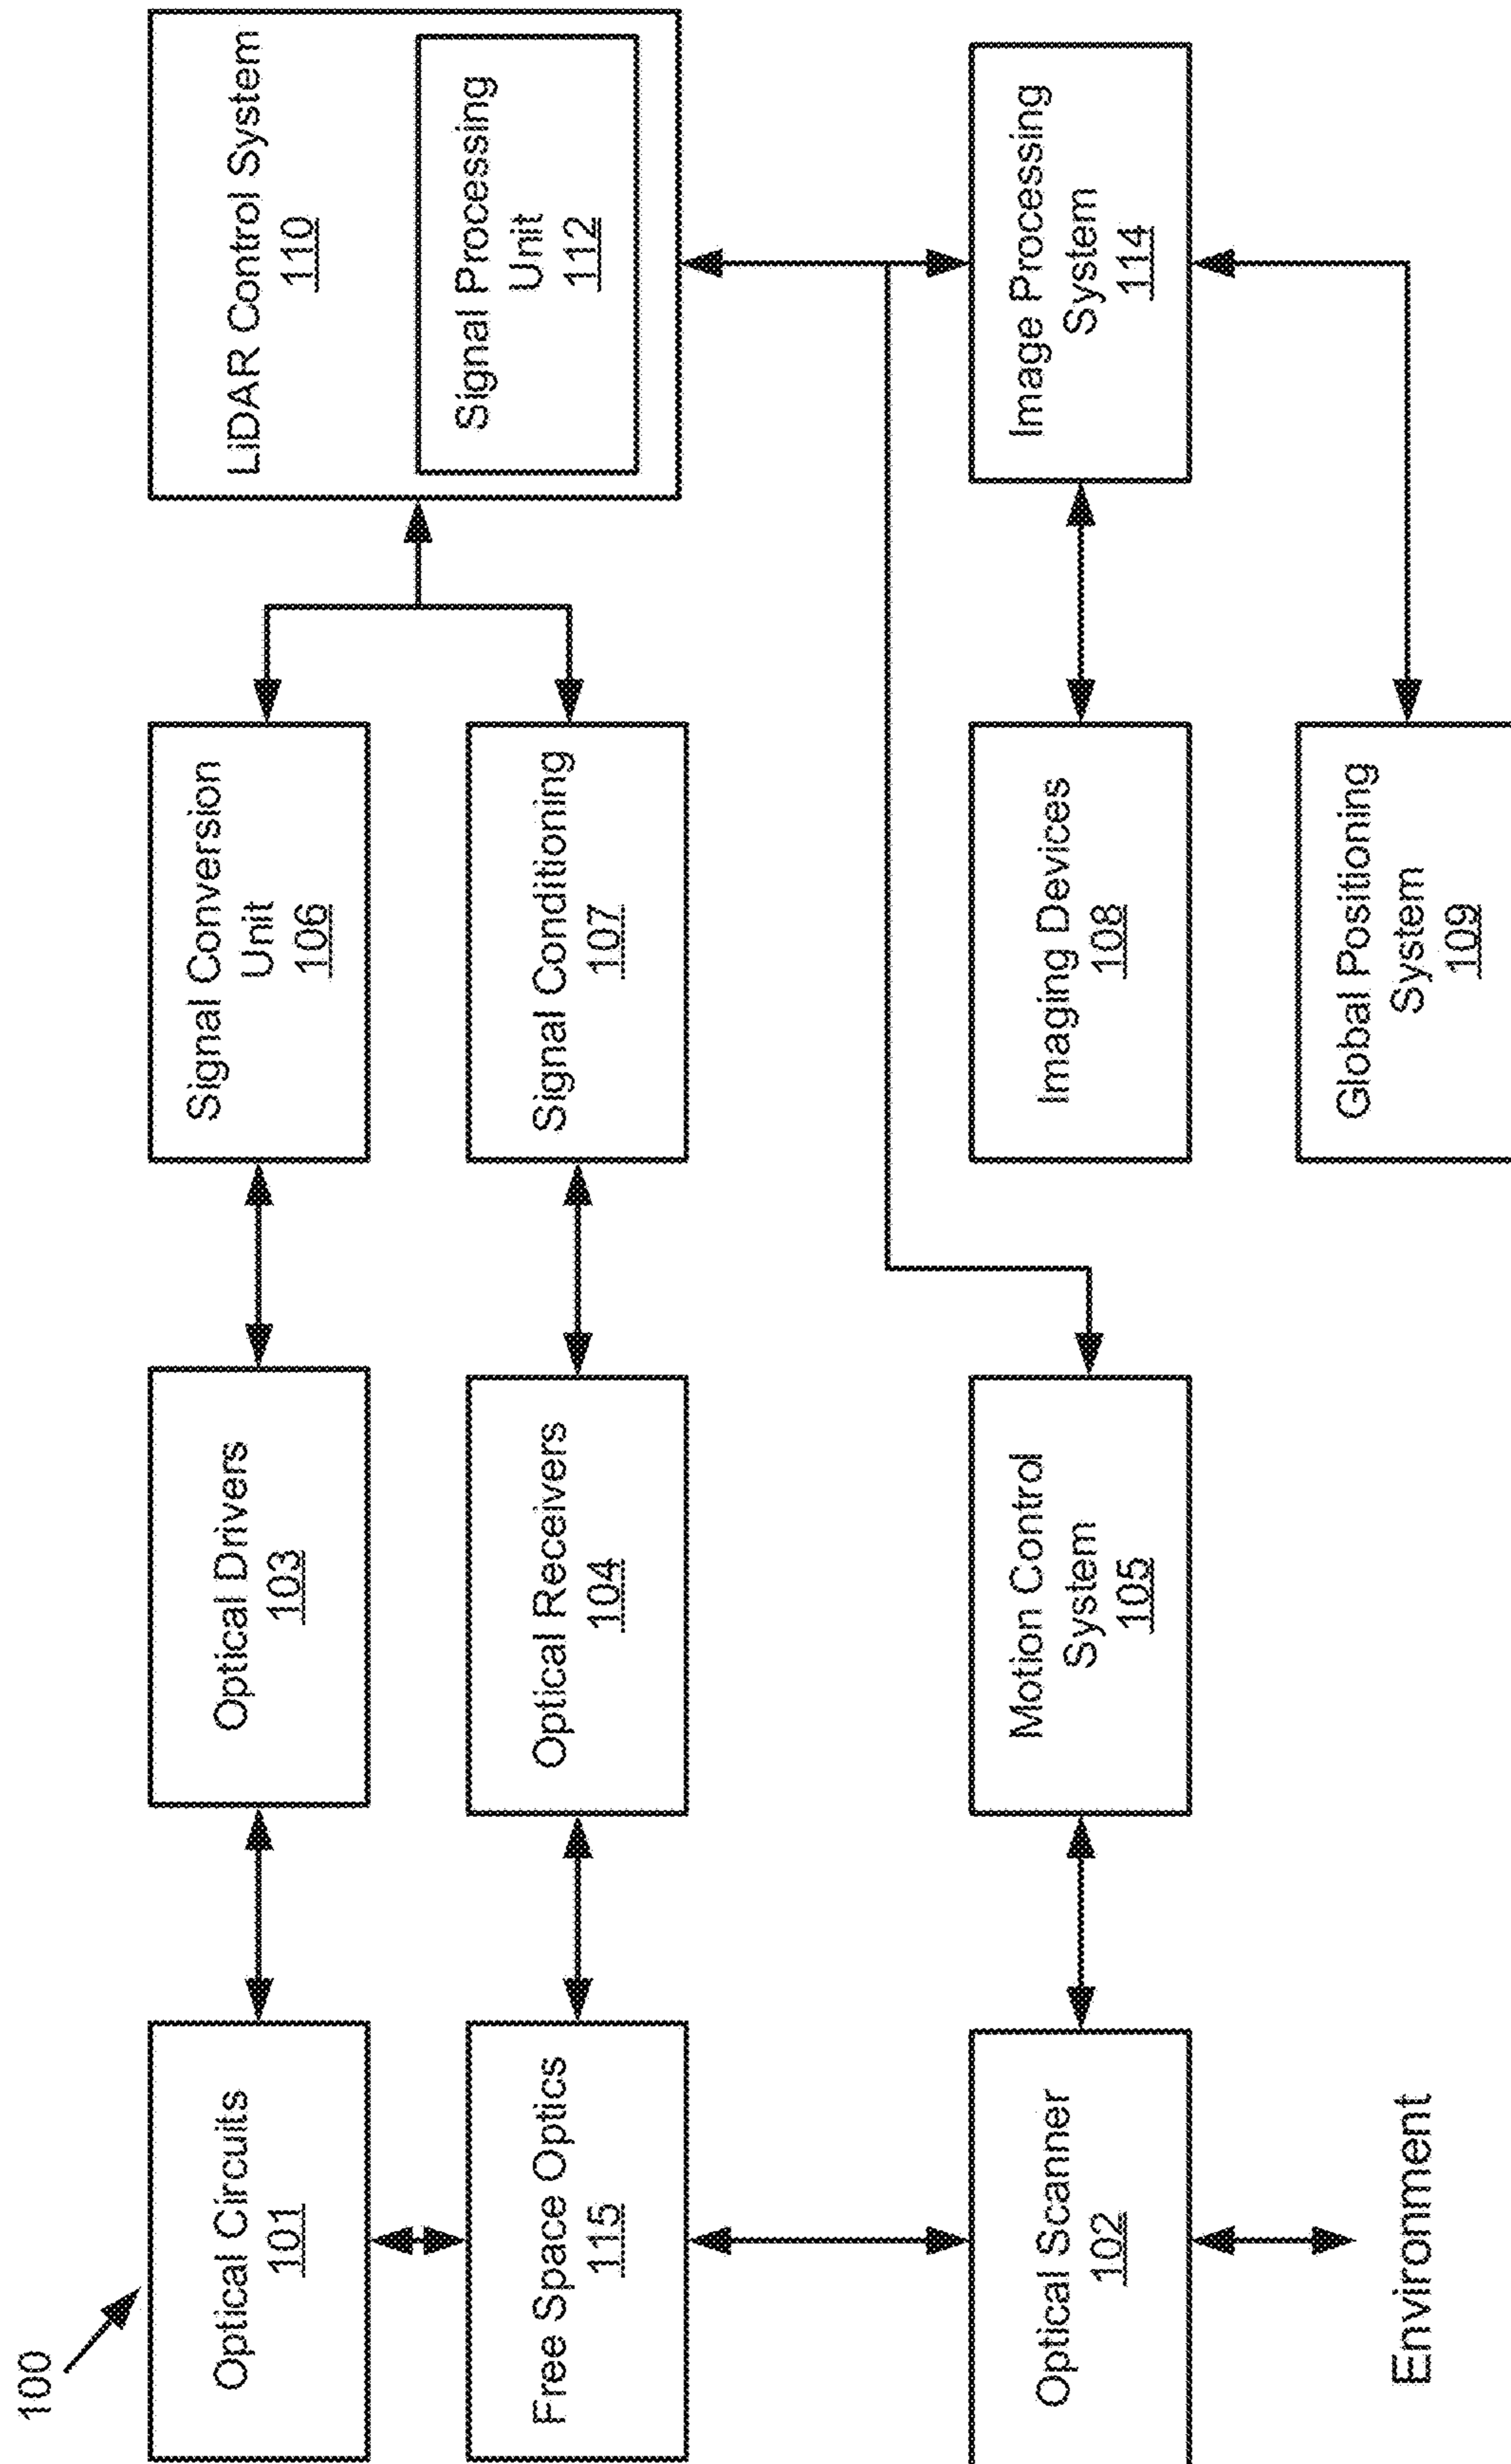 100
Optical Circuits
101
Optical Drivers
103
Signal Conversion
Unit
106
LiDAR Control System
110
Signal Processing
Unit
112
Free Space Optics
115
Optical Receivers
104
Signal Conditioning
107
Optical Scanner
102
Motion Control
System
105
Imaging Devices
108
Image Processing
System
114
Environment
Global Positioning
System
109